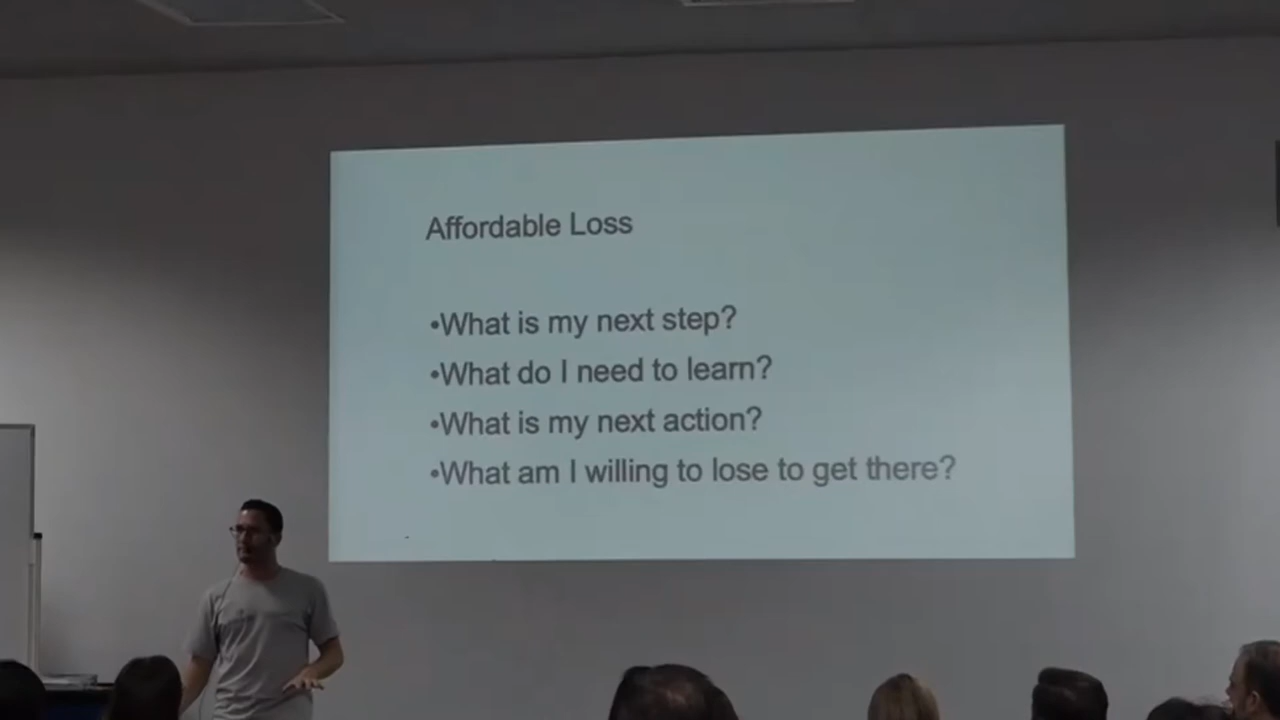 Affordable Loss
•What is my next step?
•What do I need to learn?
•What is my next action?
•What am I willing to lose to get there?